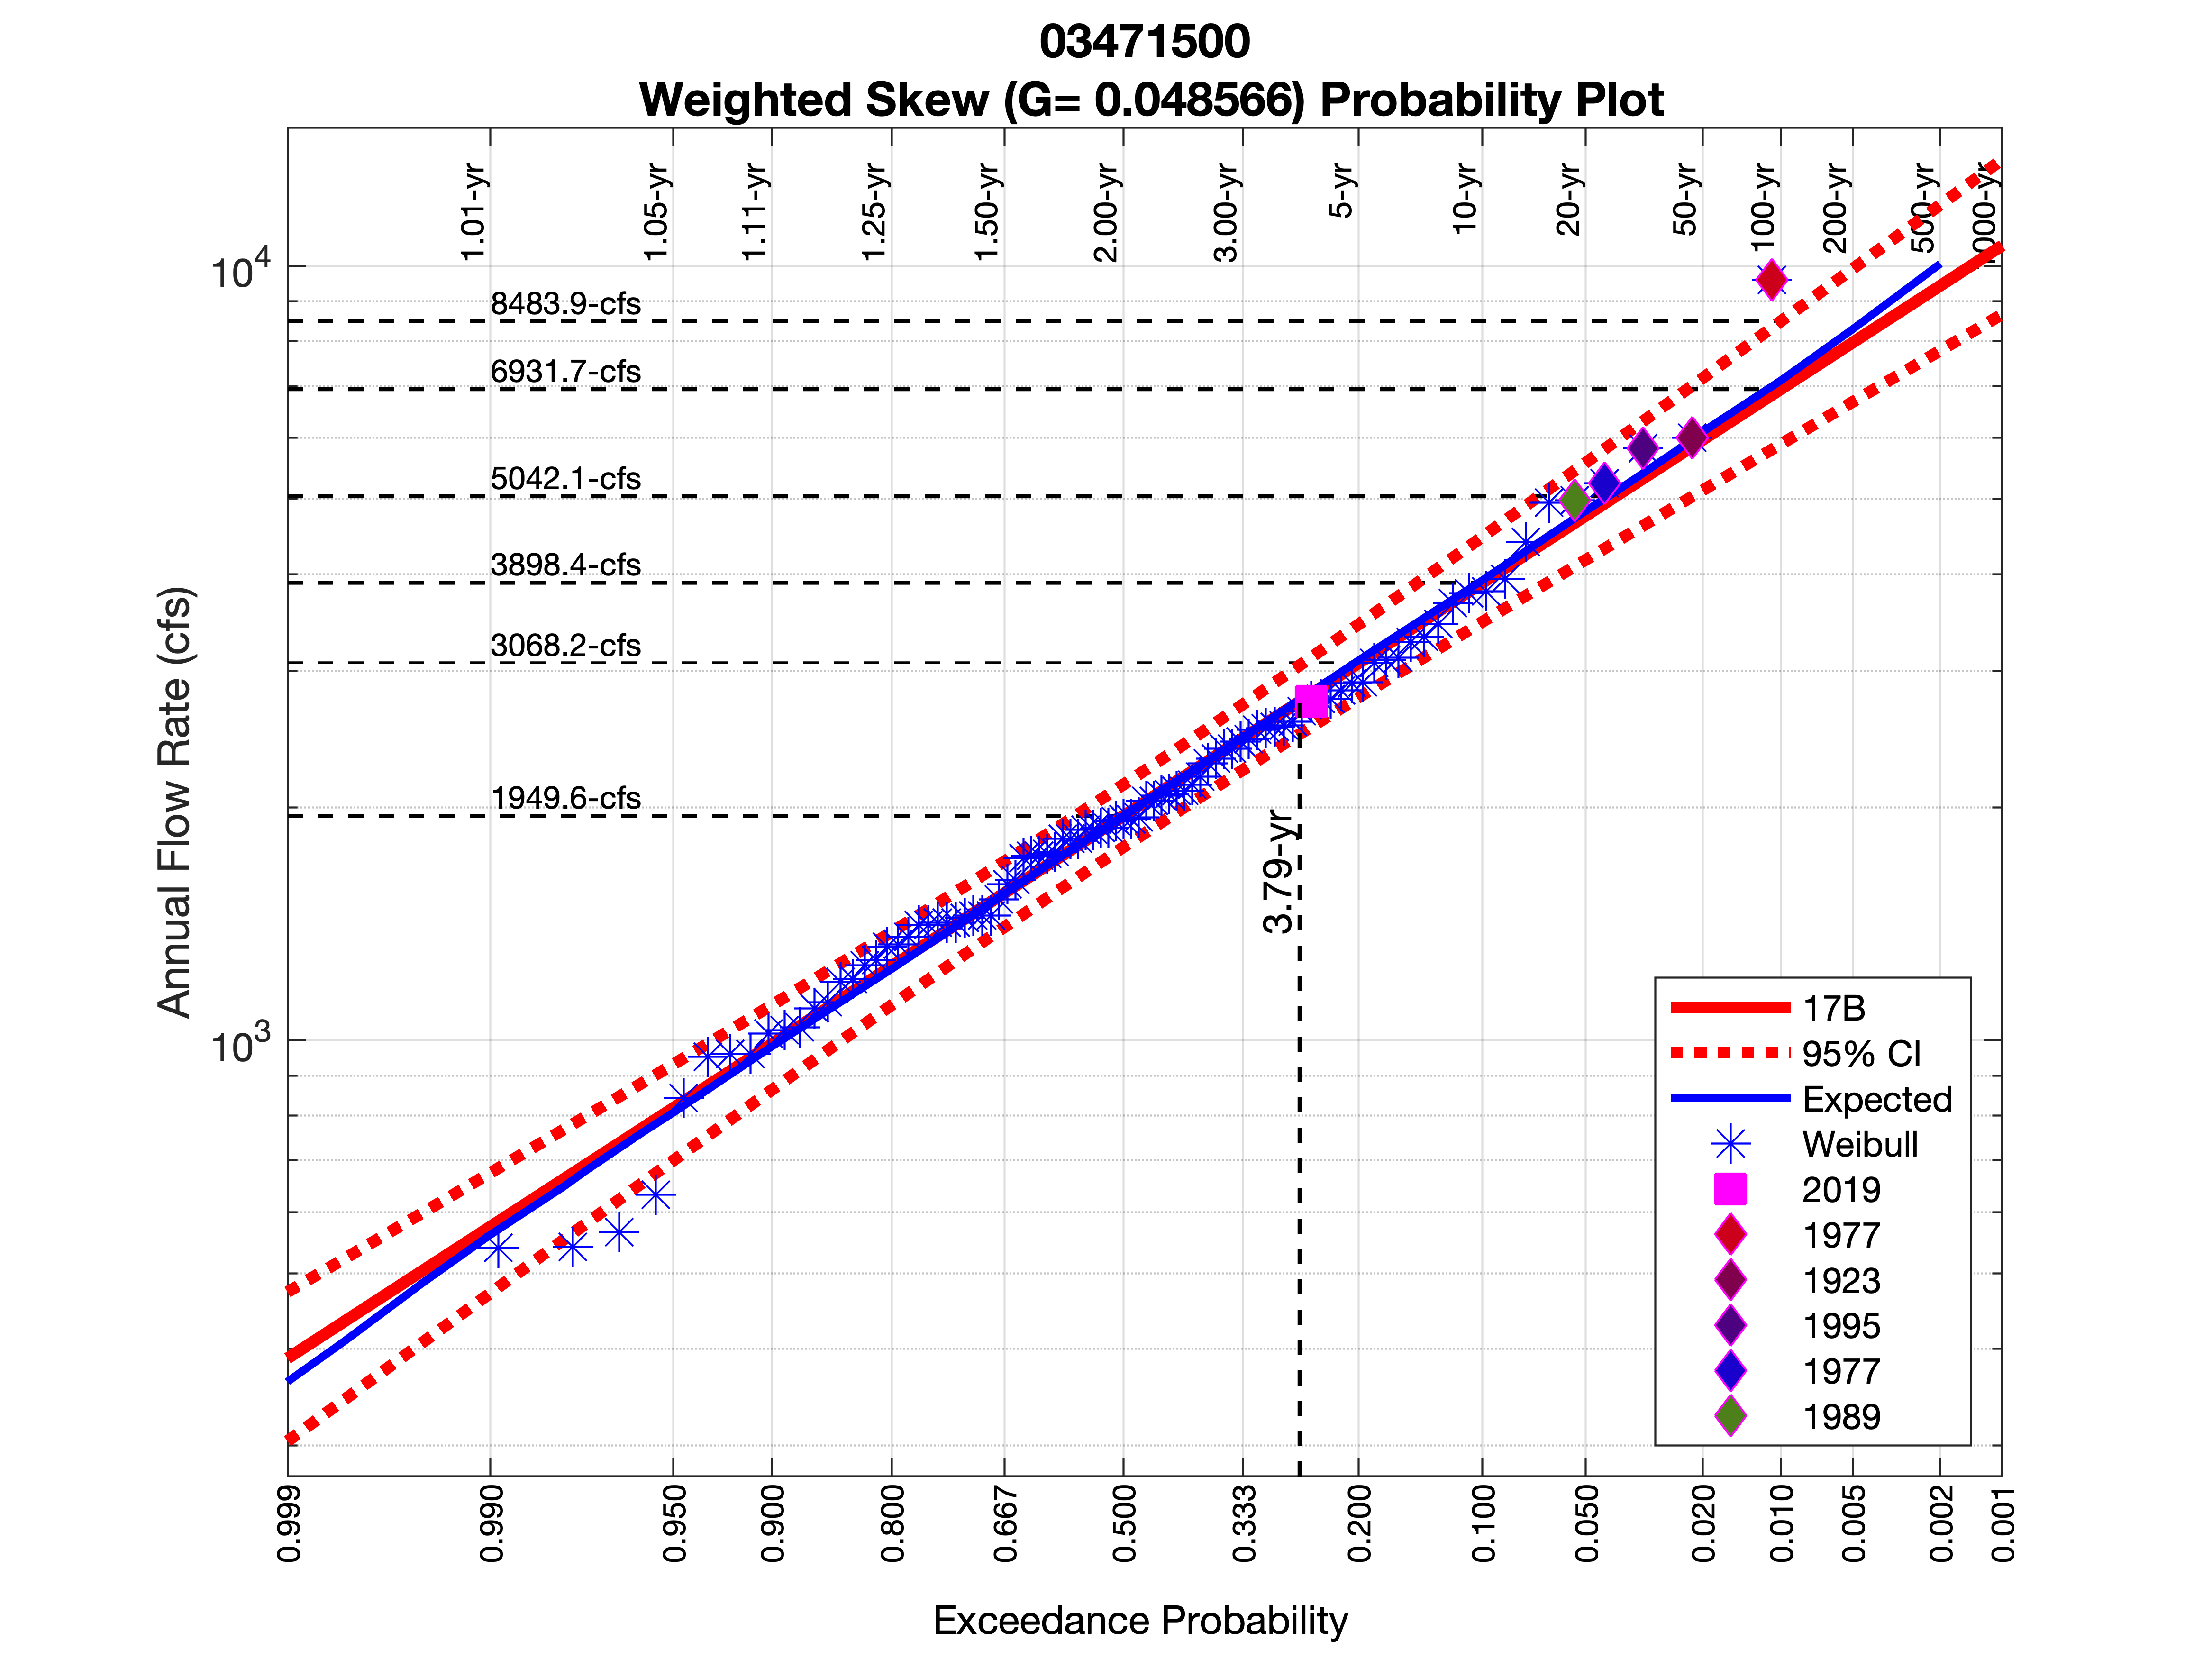 03471500
Weighted Skew (G= 0.048566) Probability Plot
1.01-yr
1.05-yr
1.11-yr
1.25-yr
1.50-yr
2.00-yr
3.00-yr
5-yr
10-yr
20-yr
50-yr
100-yr
200-yr
500-yr
000-yr
10⁴
10³
Annual Flow Rate (cfs)
8483.9-cfs
6931.7-cfs
5042.1-cfs
3898.4-cfs
3068.2-cfs
1949.6-cfs
3.79-yr
17B
95% CI
Expected
Weibull
2019
1977
1923
1995
1977
1989
0.999
0.990
0.950
0.900
0.800
0.667
0.500
0.333
0.200
0.100
0.050
0.020
0.010
0.005
0.002
0.001
Exceedance Probability